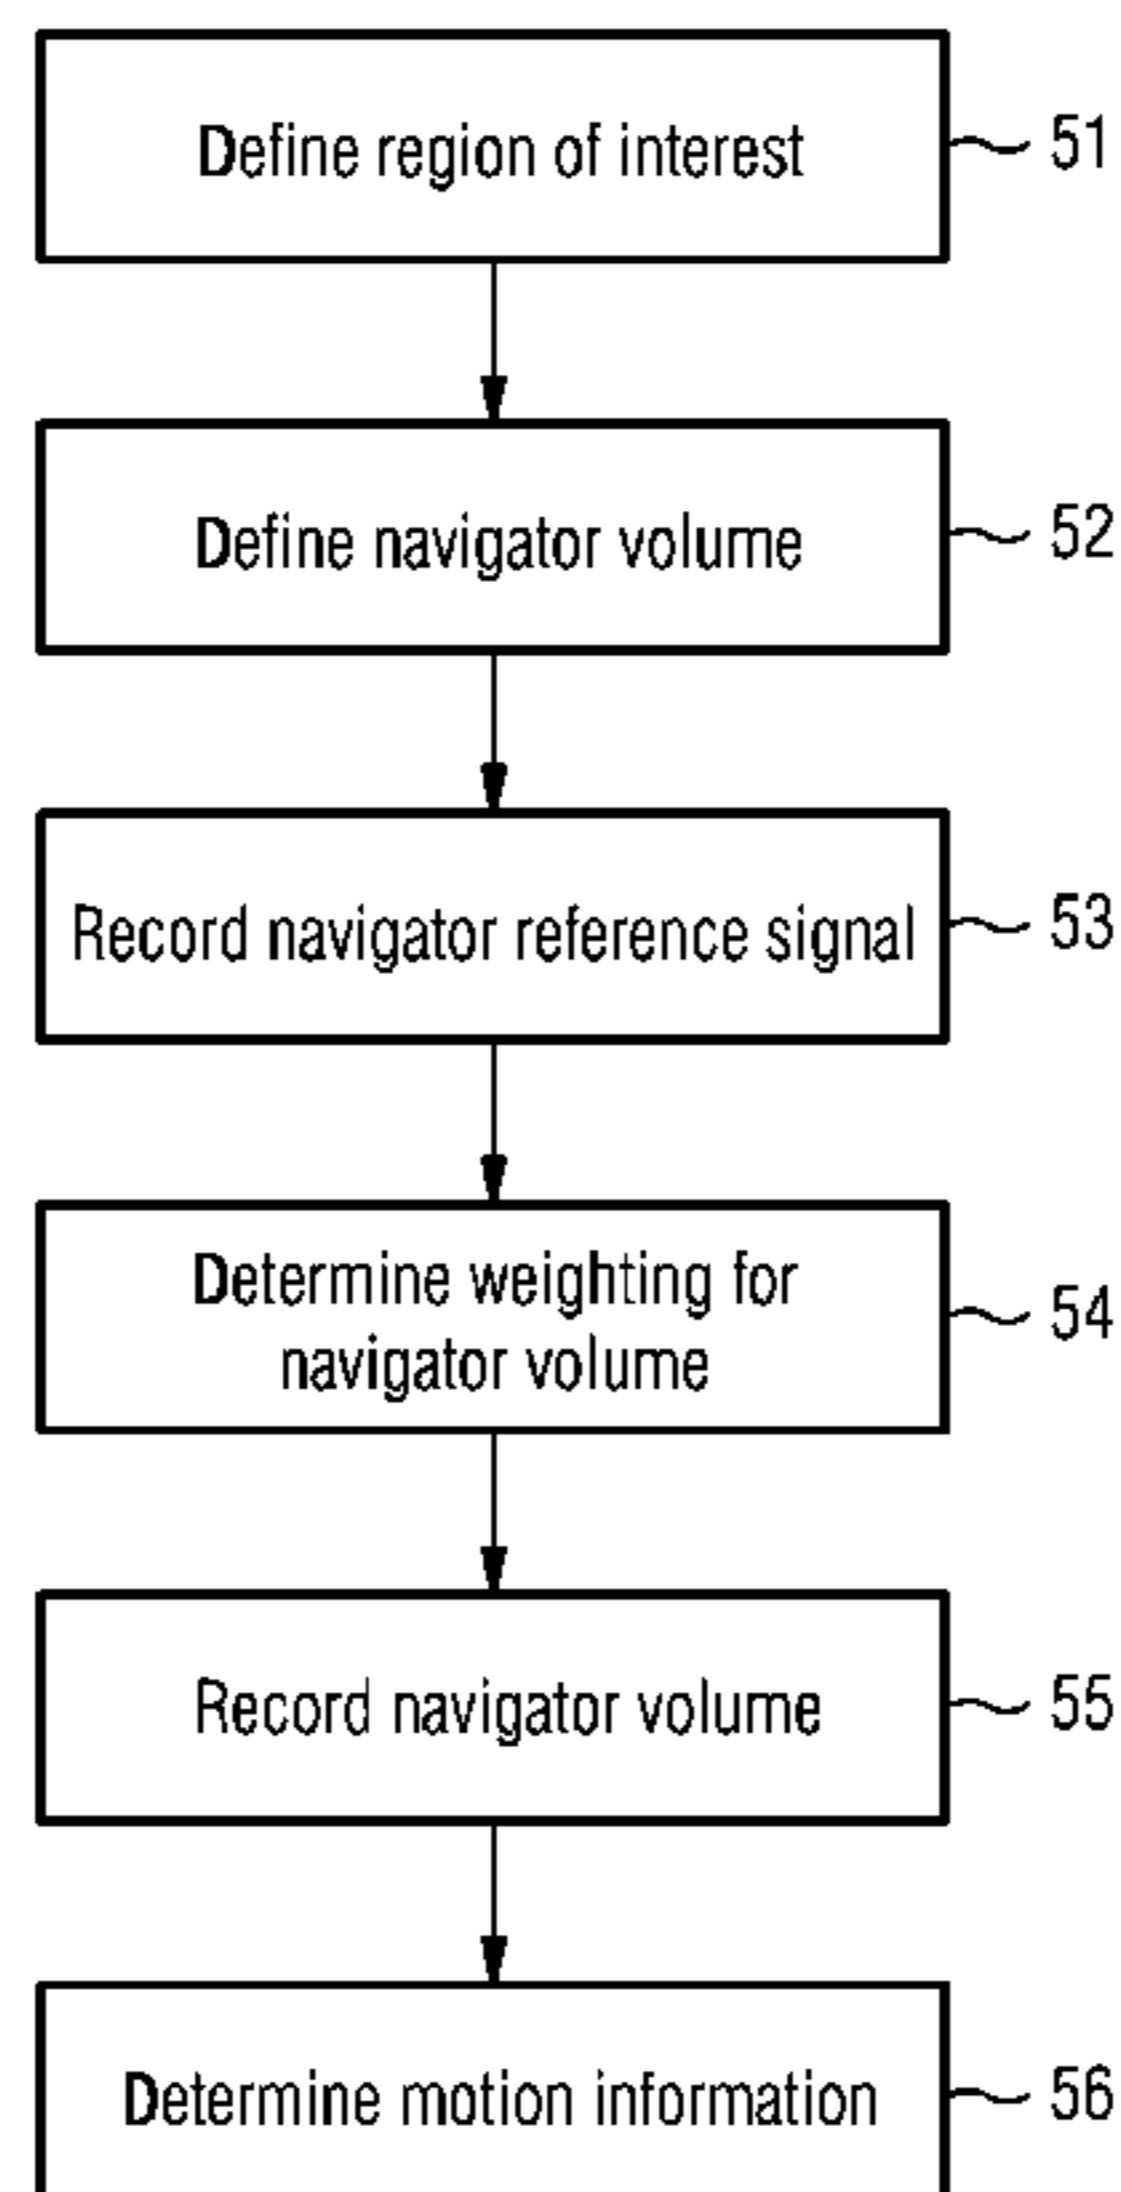 Define region of interest
51
Define navigator volume
52
Record navigator reference signal
53
Determine weighting for
navigator volume
54
Record navigator volume
55
Determine motion information
56